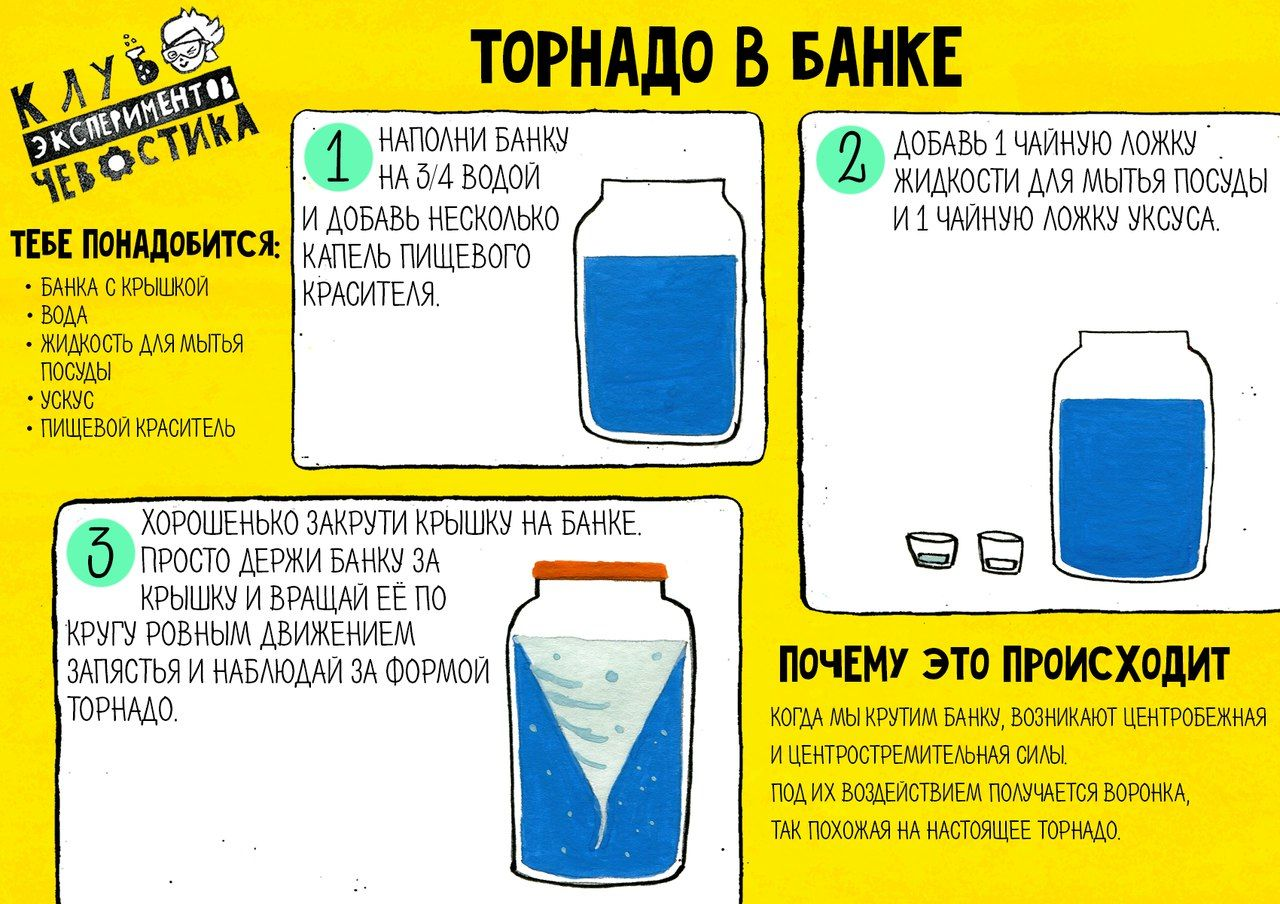 КЛУБ
ЭКСПЕРИМЕНТОВ
ЧЕВОСТИКА
ТОРНАДО В БАНКЕ
ТЕБЕ ПОНАДОБИТСЯ:
• БАНКА С КРЫШКОЙ
• ВОДА
• ЖИДКОСТЬ ДЛЯ МЫТЬЯ
ПОСУДЫ
• УСКУС
• ПИЩЕВОЙ КРАСИТЕЛЬ
1
НАПОЛНИ БАНКУ
НА 3/4 ВОДОЙ
И ДОБАВЬ НЕСКОЛЬКО
КАПЕЛЬ ПИЩЕВОГО
КРАСИТЕЛЯ.
2
ДОБАВЬ 1 ЧАЙНУЮ ЛОЖКУ
ЖИДКОСТИ ДЛЯ МЫТЬЯ ПОСУДЫ
И 1 ЧАЙНУЮ ЛОЖКУ УКСУСА.
3
ХОРОШЕНЬКО ЗАКРУТИ КРЫШКУ НА БАНКЕ.
ПРОСТО ДЕРЖИ БАНКУ ЗА
КРЫШКУ И ВРАЩАЙ ЕЁ ПО
КРУГУ РОВНЫМ ДВИЖЕНИЕМ
ЗАПЯСТЬЯ И НАБЛЮДАЙ ЗА ФОРМОЙ
ТОРНАДО.
ПОЧЕМУ ЭТО ПРОИСХОДИТ
КОГДА МЫ КРУТИМ БАНКУ, ВОЗНИКАЮТ ЦЕНТРОБЕЖНАЯ
И ЦЕНТРОСТРЕМИТЕЛЬНАЯ СИЛЫ.
ПОД ИХ ВОЗДЕЙСТВИЕМ ПОЛУЧАЕТСЯ ВОРОНКА,
ТАК ПОХОЖАЯ НА НАСТОЯЩЕЕ ТОРНАДО.